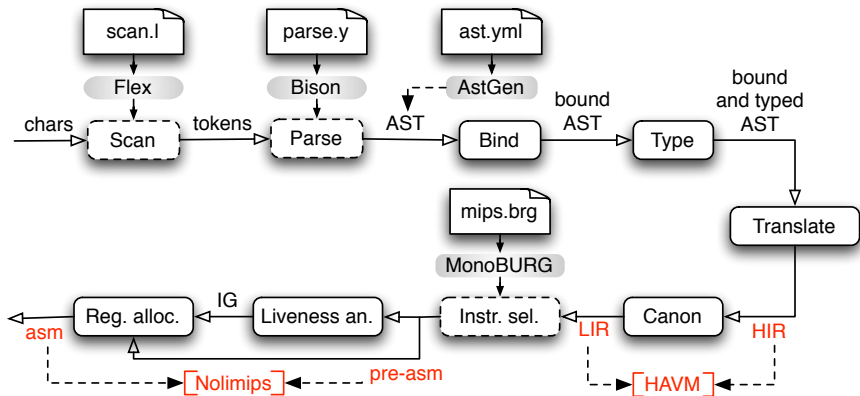 scan.l
parse.y
ast.yml
Flex
Bison
AstGen
chars
Scan
tokens
Parse
AST
Bind
bound
AST
Type
bound
and typed
AST
Translate
mips.brg
MonoBURG
asm
Reg. alloc.
IG
Liveness an.
Instr. sel.
LIR
Canon
HIR
pre-asm
[Nolimips]
[HAVM]